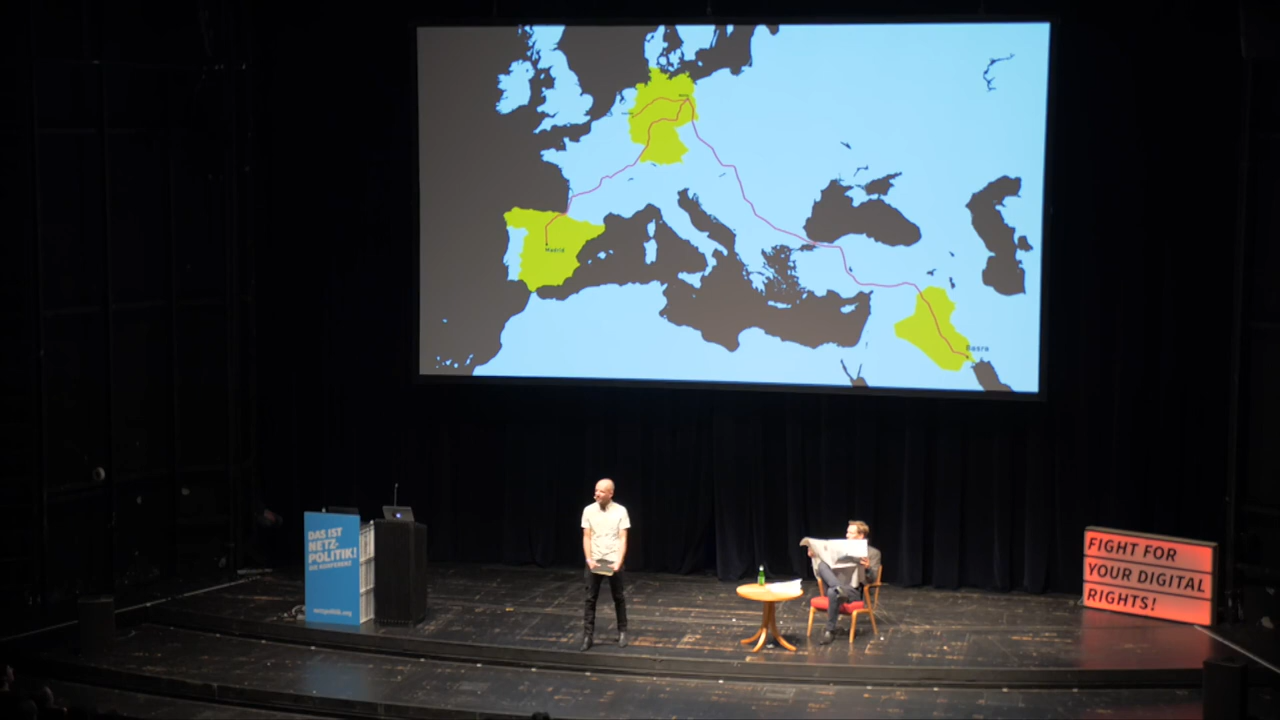 Madrid
Basra
DAS IST
NETZ-
POLITIK!
DIE KONFERENZ
netzpolitik.org
FIGHT FOR
YOUR DIGITAL
RIGHTS!